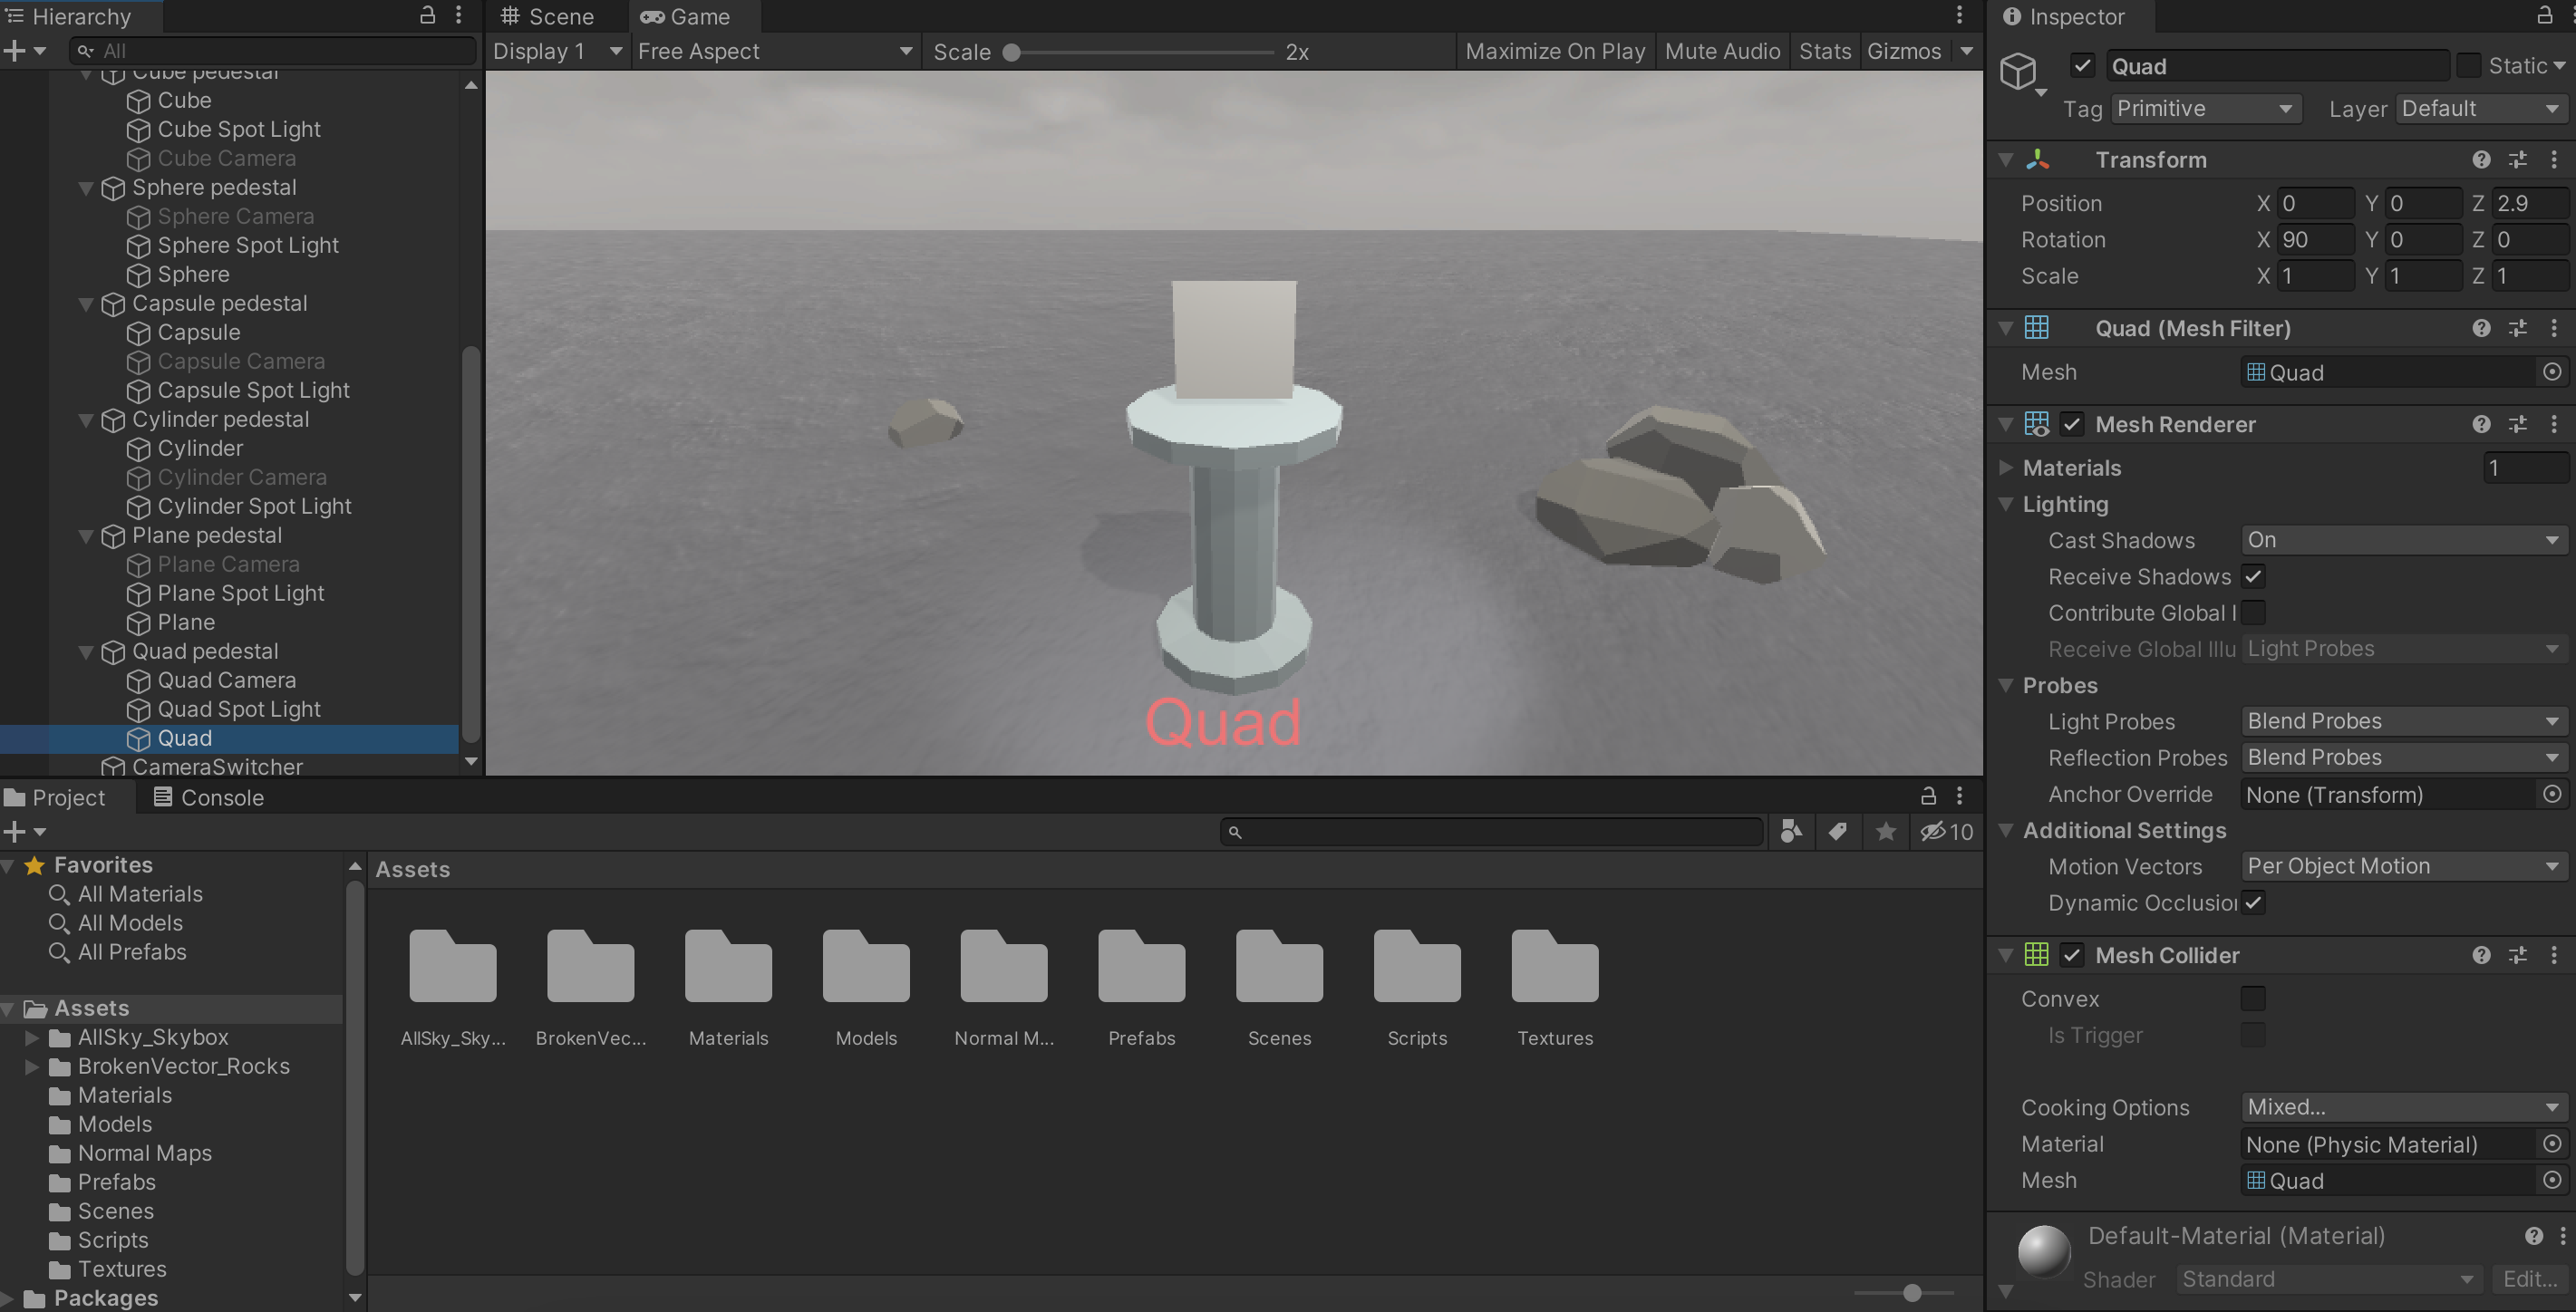 Hierarchy
All
Cube pedestal
Cube
Cube Spot Light
Cube Camera
Sphere pedestal
Sphere Camera
Sphere Spot Light
Sphere
Capsule pedestal
Capsule
Capsule Camera
Capsule Spot Light
Cylinder pedestal
Cylinder
Cylinder Camera
Cylinder Spot Light
Plane pedestal
Plane Camera
Plane Spot Light
Plane
Quad pedestal
Quad Camera
Quad Spot Light
Quad
CameraSwitcher
Scene Game
Display 1 Free Aspect Scale 2x Maximize On Play Mute Audio Stats Gizmos
Quad
Project Console
10
Favorites
All Materials
All Models
All Prefabs
Assets
AllSky_Skybox
BrokenVector_Rocks
Materials
Models
Normal Maps
Prefabs
Scenes
Scripts
Textures
Packages
Assets
AllSky_Sky... BrokenVec... Materials Models Normal M... Prefabs Scenes Scripts Textures
Inspector
Quad Static
Tag Primitive Layer Default
Transform
Position X 0 Y 0 Z 2.9
Rotation X 90 Y 0 Z 0
Scale X 1 Y 1 Z 1
Quad (Mesh Filter)
Mesh Quad
Mesh Renderer
Materials 1
Lighting
Cast Shadows On
Receive Shadows
Contribute Global I
Receive Global Illu Light Probes
Probes
Light Probes Blend Probes
Reflection Probes Blend Probes
Anchor Override None (Transform)
Additional Settings
Motion Vectors Per Object Motion
Dynamic Occlusion
Mesh Collider
Convex
Is Trigger
Cooking Options Mixed...
Material None (Physic Material)
Mesh Quad
Default-Material (Material)
Shader Standard Edit...